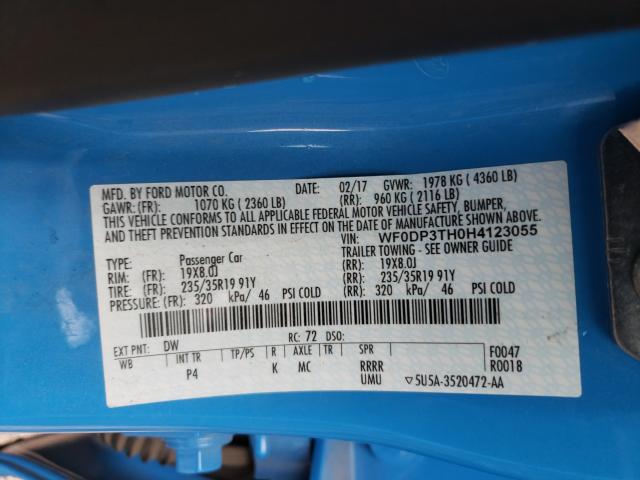 MFD. BY FORD MOTOR CO. DATE: 02/17 GVWR: 1978 KG ( 4360 LB)
GAWR: (FR): 1070 KG ( 2360 LB) (RR): 960 KG ( 2116 LB)
THIS VEHICLE CONFORMS TO ALL APPLICABLE FEDERAL MOTOR VEHICLE SAFETY, BUMPER,
AND THEFT PREVENTION STANDARDS IN EFFECT ON THE DATE OF MANUFACTURE SHOWN ABOVE.
VIN: WF0DP3TH0H4123055
TYPE: Passenger Car TRAILER TOWING - SEE OWNER GUIDE
RIM: (FR): 19X8.0J (RR): 19X8.0J
TIRE: (FR): 235/35R19 91Y (RR): 235/35R19 91Y
PRESSURE: (FR) 320 kPa/ 46 PSI COLD (RR): 320 kPa/ 46 PSI COLD
EXT PNT: DW RC: 72 DSO:
WB INT TR TP/PS R AXLE TR SPR F0047
P4 K MC RRRR R0018
UMU ▽5U5A-3520472-AA